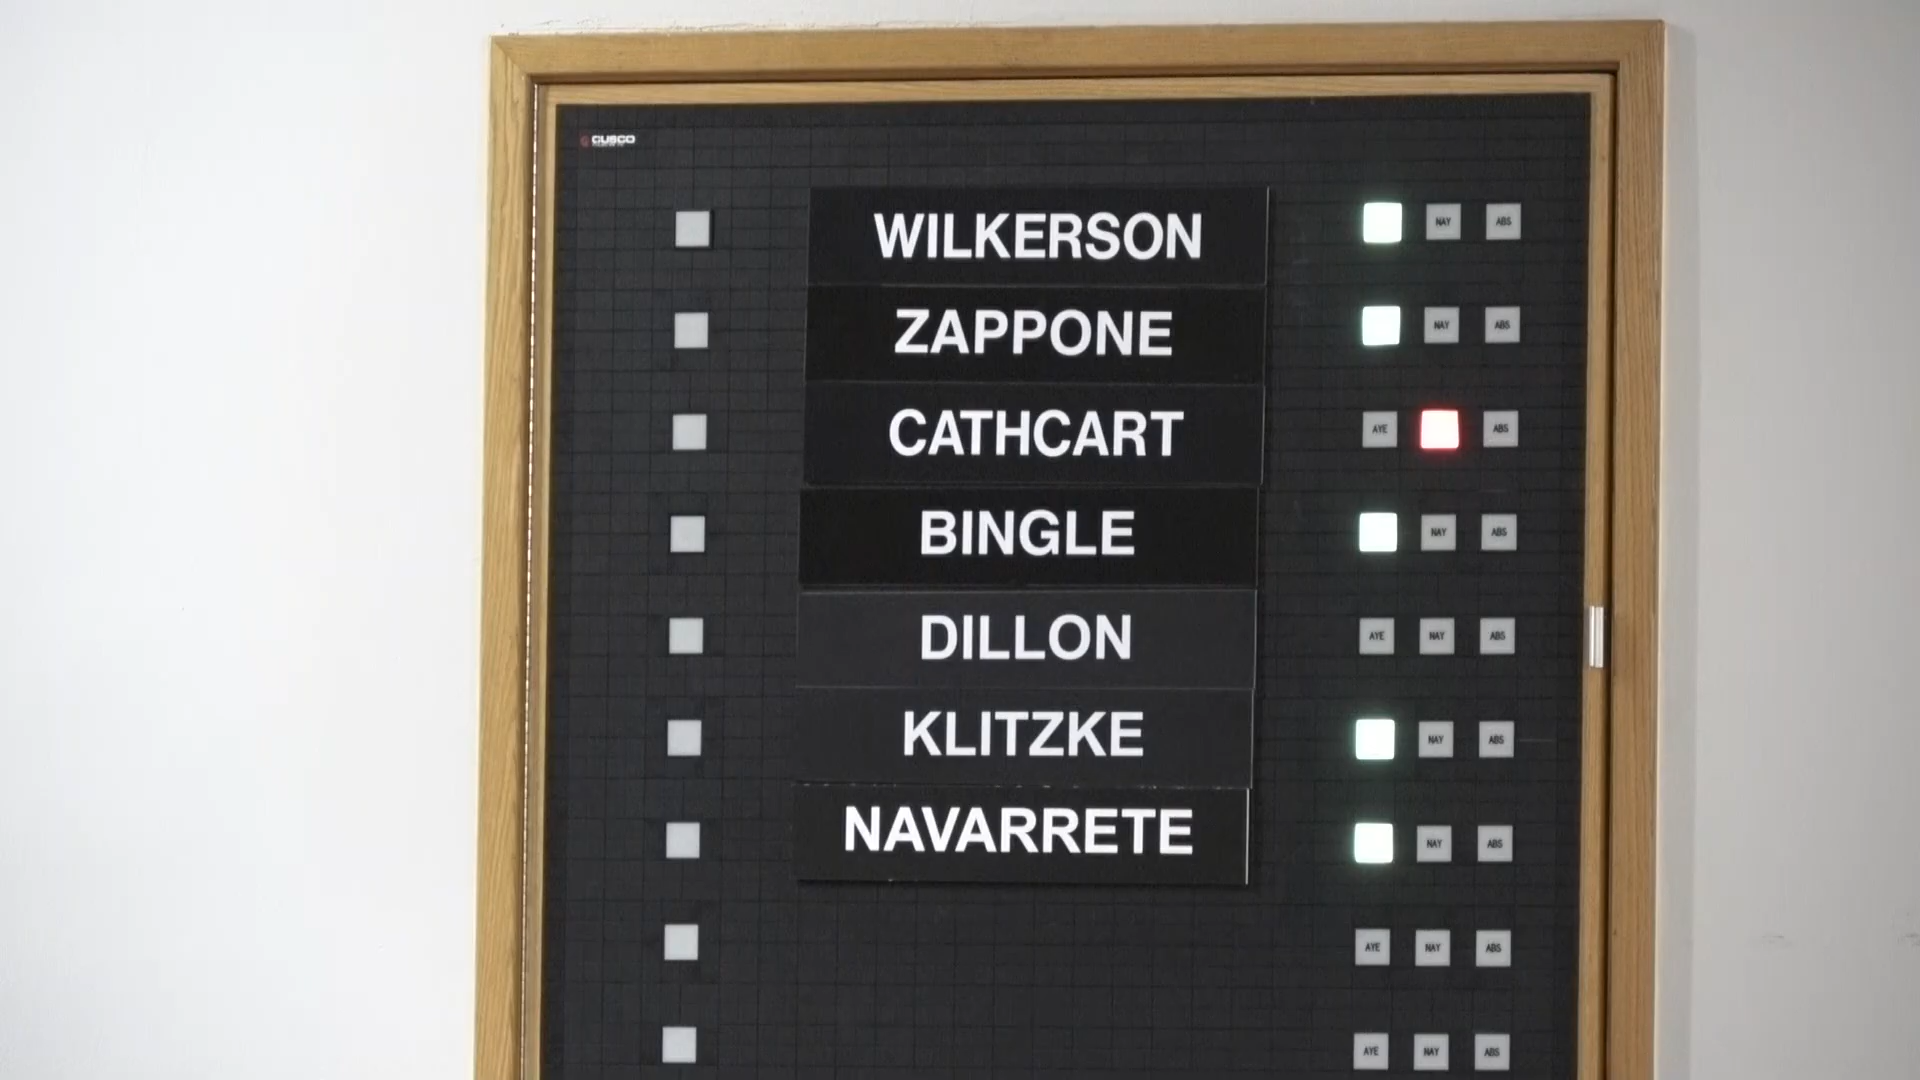 CUSCO
WILKERSON NAY ABS
ZAPPONE NAY ABS
CATHCART AYE ABS
BINGLE NAY ABS
DILLON AYE NAY ABS
KLITZKE NAY ABS
NAVARRETE NAY ABS
AYE NAY ABS
AYE NAY ABS